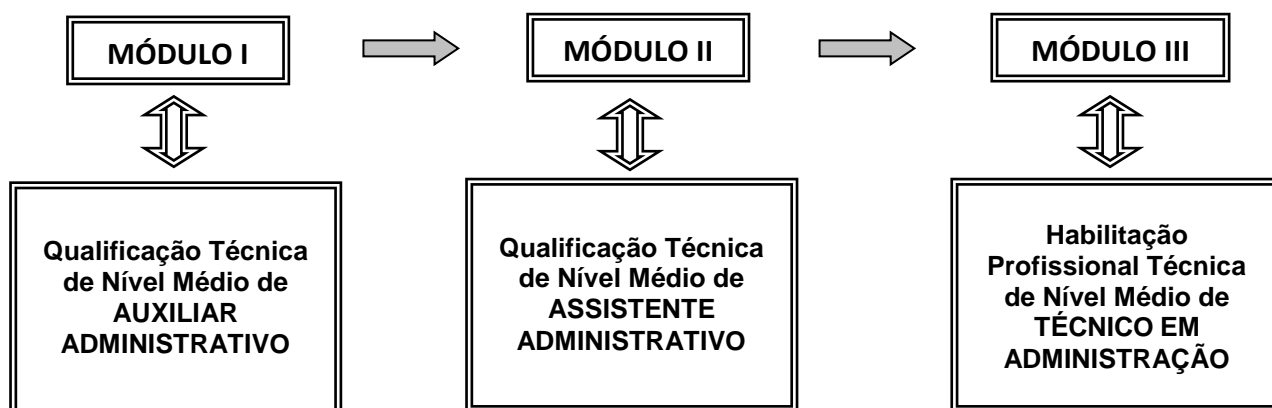 MÓDULO I
MÓDULO II
MÓDULO III
Qualificação Técnica
de Nível Médio de
AUXILIAR
ADMINISTRATIVO
Qualificação Técnica
de Nível Médio de
ASSISTENTE
ADMINISTRATIVO
Habilitação
Profissional Técnica
de Nível Médio de
TÉCNICO EM
ADMINISTRAÇÃO